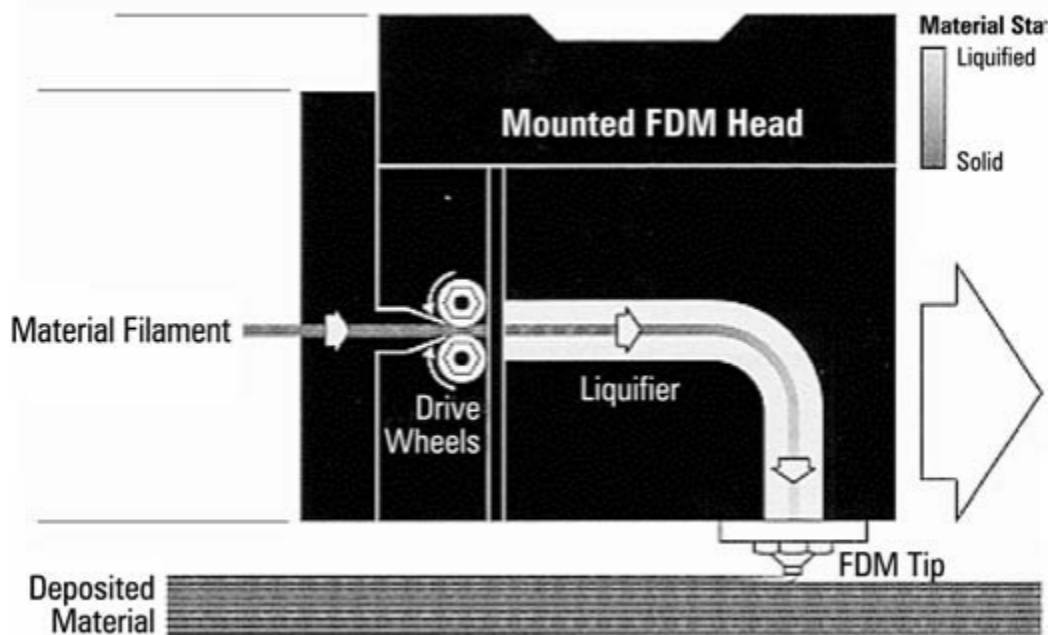 Material Sta
Liquified
Solid
Mounted FDM Head
Material Filament
Drive
Wheels
Liquifier
FDM Tip
Deposited
Material